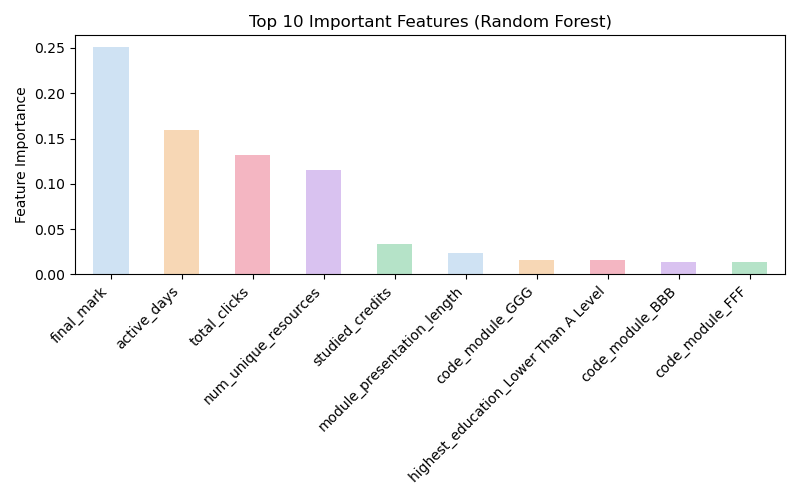 Top 10 Important Features (Random Forest)
Feature Importance
0.25
0.20
0.15
0.10
0.05
0.00
final_mark
active_days
total_clicks
num_unique_resources
studied_credits
module_presentation_length
code_module_GGG
highest_education_Lower Than A Level
code_module_BBB
code_module_FFF